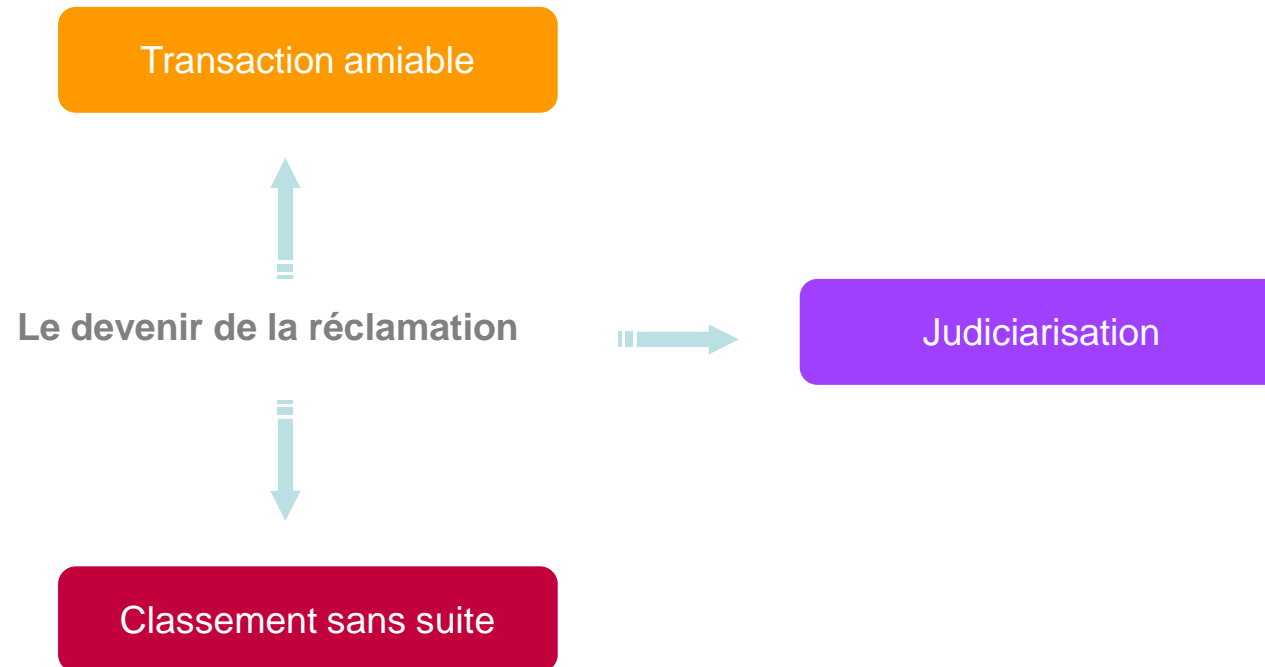 Transaction amiable
Le devenir de la réclamation
Judiciarisation
Classement sans suite